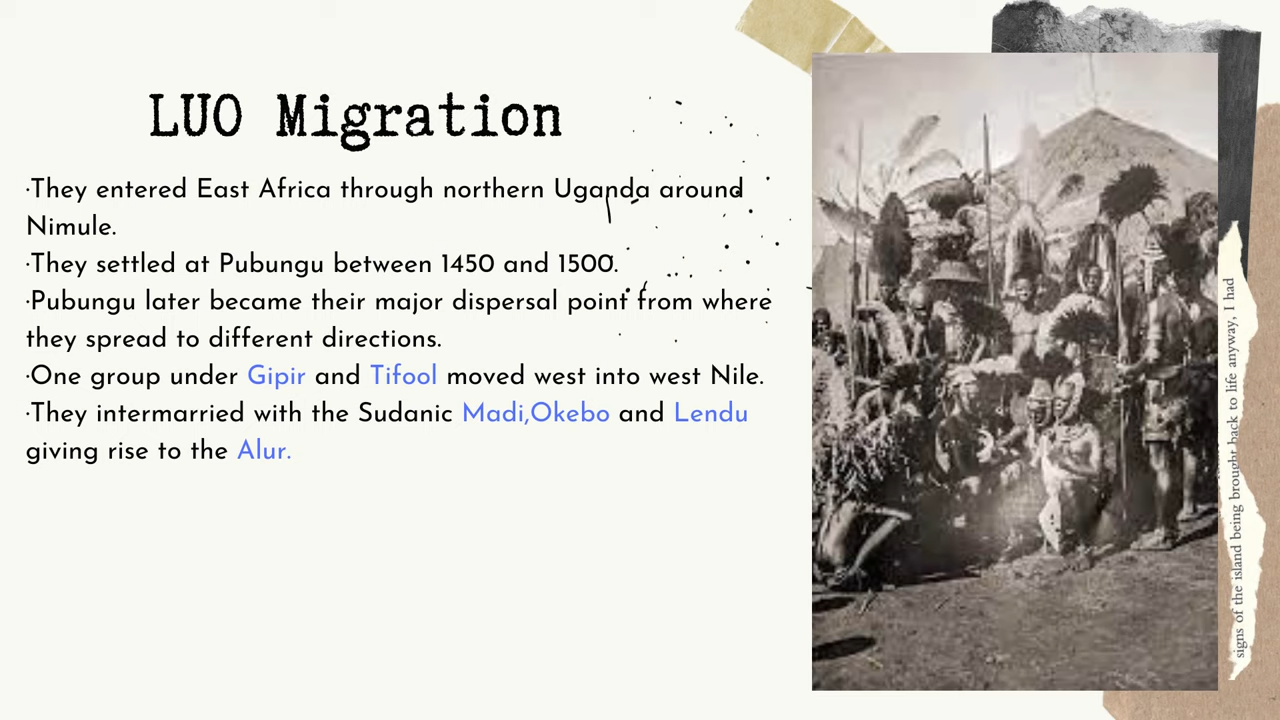 LUO Migration
·They entered East Africa through northern Uganda around
Nimule.
·They settled at Pubungu between 1450 and 1500.
·Pubungu later became their major dispersal point from where
they spread to different directions.
·One group under Gipir and Tifool moved west into west Nile.
·They intermarried with the Sudanic Madi,Okebo and Lendu
giving rise to the Alur.
signs of the island being brought back to life anyway, I had